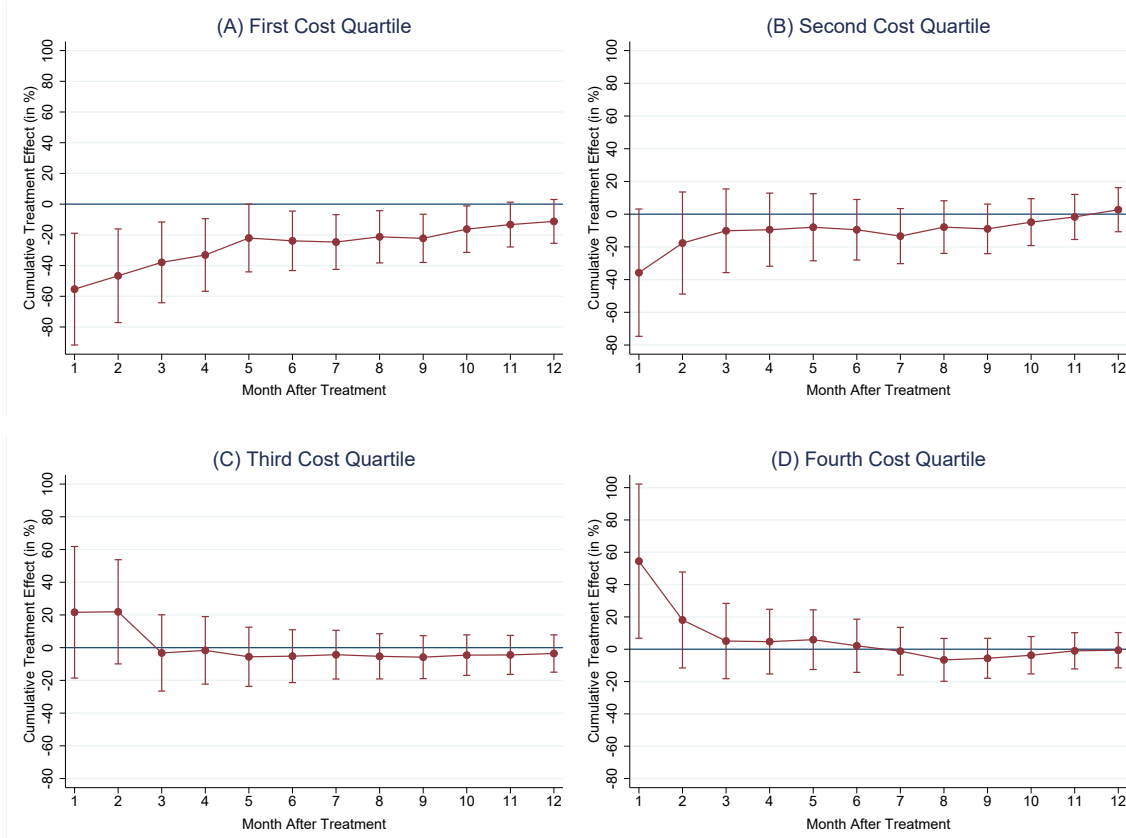 (A) First Cost Quartile
Cumulative Treatment Effect (in %)
100
80
60
40
20
0
-20
-40
-60
-80
1 2 3 4 5 6 7 8 9 10 11 12
Month After Treatment
(B) Second Cost Quartile
Cumulative Treatment Effect (in %)
100
80
60
40
20
0
-20
-40
-60
-80
1 2 3 4 5 6 7 8 9 10 11 12
Month After Treatment
(C) Third Cost Quartile
Cumulative Treatment Effect (in %)
100
80
60
40
20
0
-20
-40
-60
-80
1 2 3 4 5 6 7 8 9 10 11 12
Month After Treatment
(D) Fourth Cost Quartile
Cumulative Treatment Effect (in %)
100
80
60
40
20
0
-20
-40
-60
-80
1 2 3 4 5 6 7 8 9 10 11 12
Month After Treatment